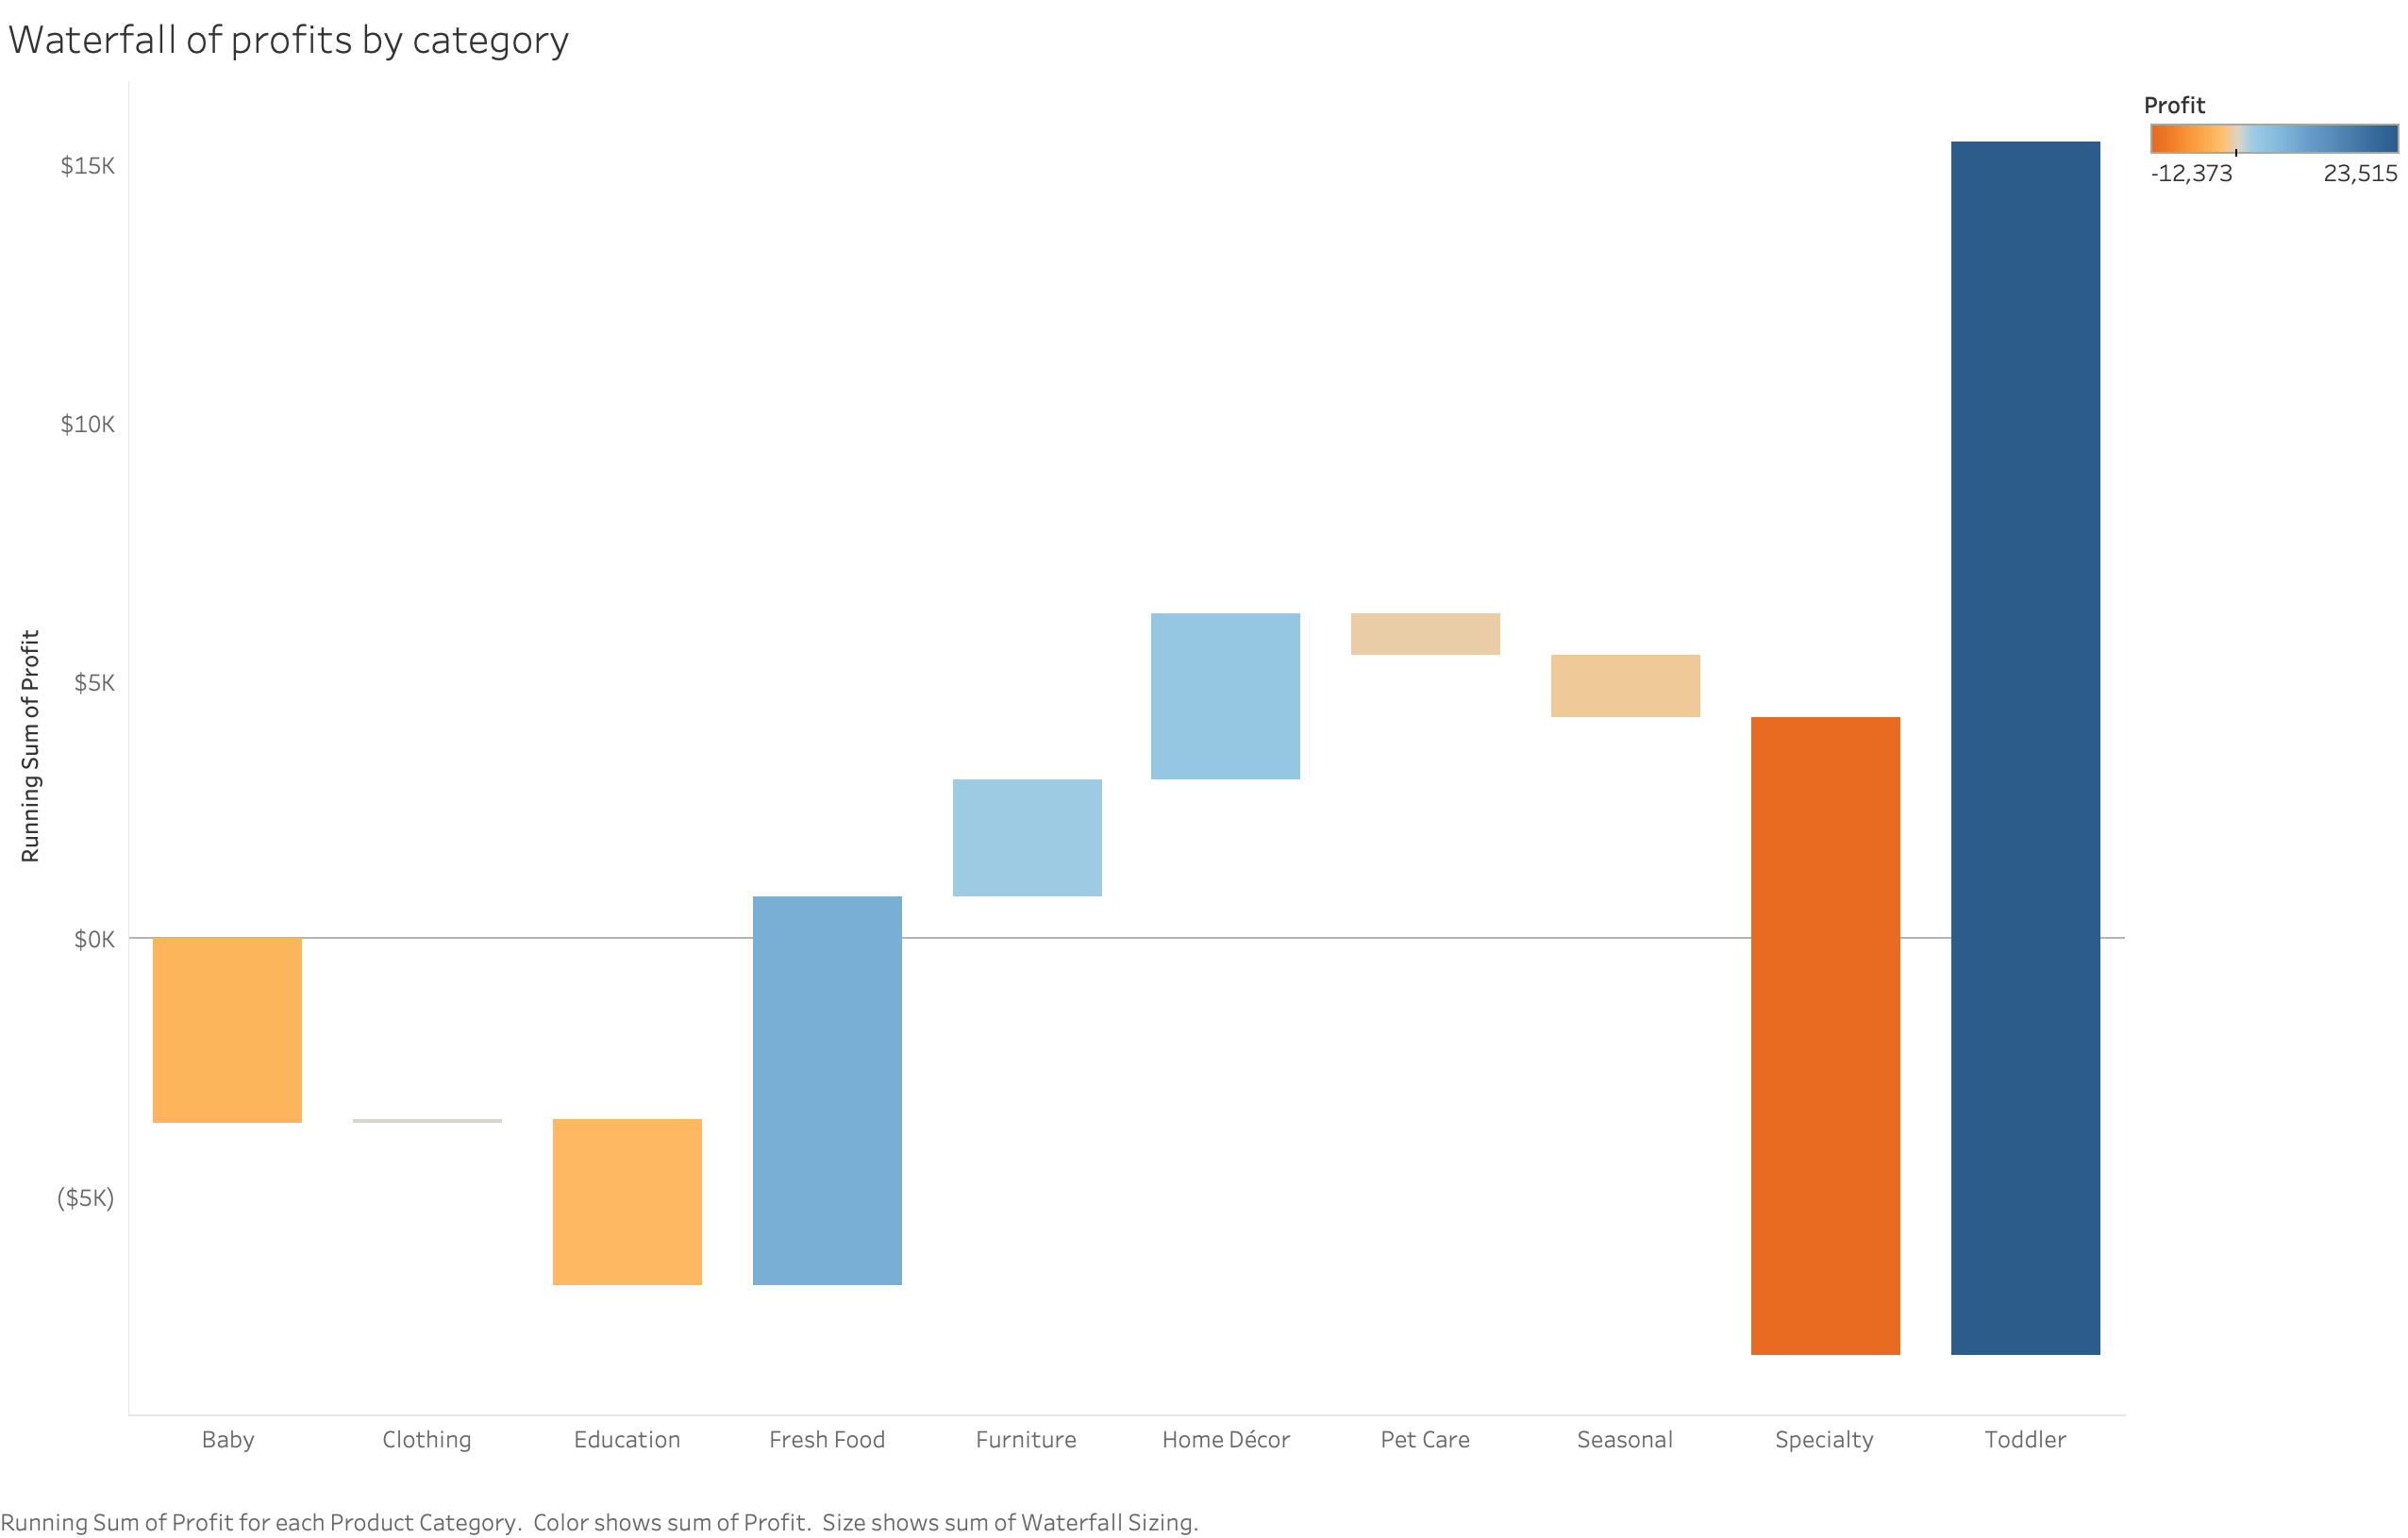 Waterfall of profits by category
Profit
-12,373 23,515
$15K
$10K
$5K
$0K
($5K)
Running Sum of Profit
Baby Clothing Education Fresh Food Furniture Home Décor Pet Care Seasonal Specialty Toddler
Running Sum of Profit for each Product Category.  Color shows sum of Profit.  Size shows sum of Waterfall Sizing.